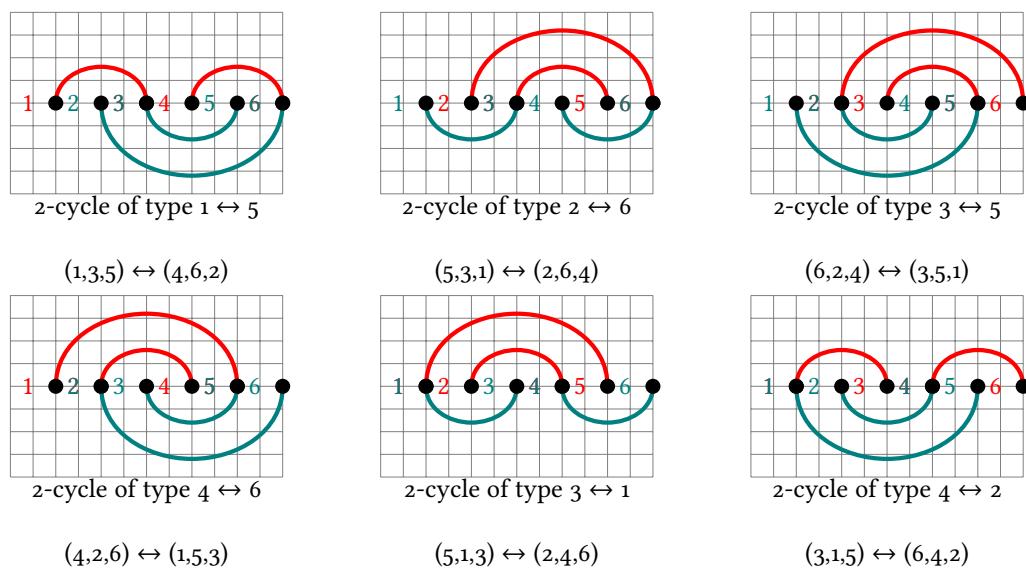 1 2 3 4 5 6
1 2 3 4 5 6
1 2 3 4 5 6
2-cycle of type 1 ↔ 5
2-cycle of type 2 ↔ 6
2-cycle of type 3 ↔ 5
(1,3,5) ↔ (4,6,2)
(5,3,1) ↔ (2,6,4)
(6,2,4) ↔ (3,5,1)
1 2 3 4 5 6
1 2 3 4 5 6
1 2 3 4 5 6
2-cycle of type 4 ↔ 6
2-cycle of type 3 ↔ 1
2-cycle of type 4 ↔ 2
(4,2,6) ↔ (1,5,3)
(5,1,3) ↔ (2,4,6)
(3,1,5) ↔ (6,4,2)